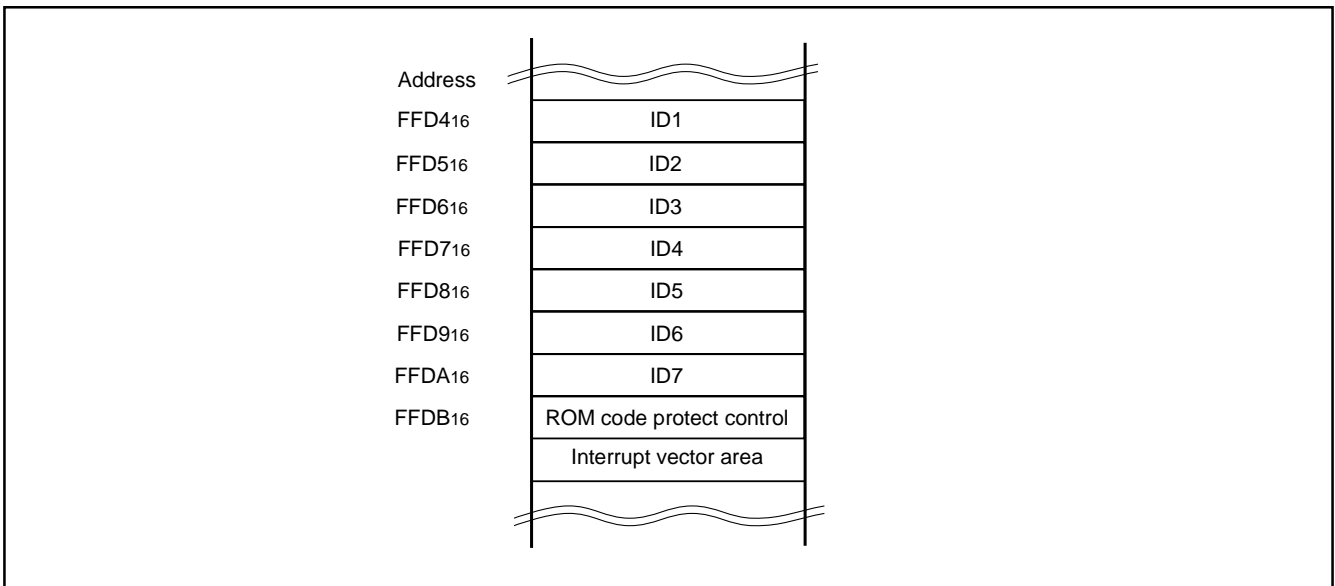 Address
FFD416 ID1
FFD516 ID2
FFD616 ID3
FFD716 ID4
FFD816 ID5
FFD916 ID6
FFDA16 ID7
FFDB16 ROM code protect control
Interrupt vector area